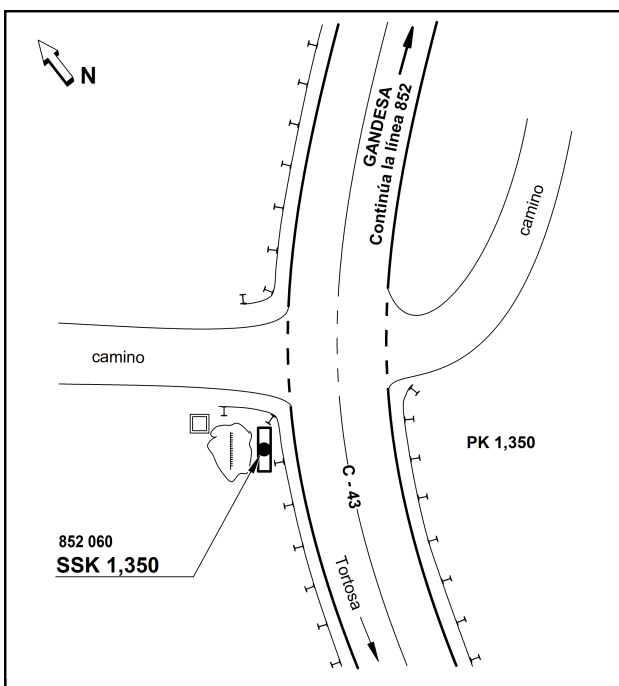 N
GANDESA
Continúa la línea 852
camino
camino
PK 1,350
C - 43
852 060
SSK 1,350
Tortosa